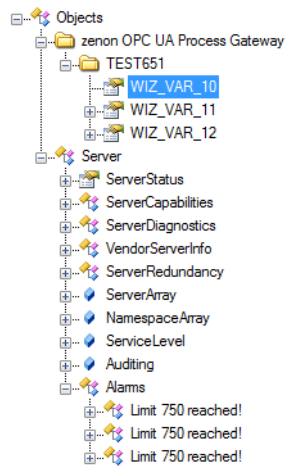 Objects
zenon OPC UA Process Gateway
TEST651
WIZ_VAR_10
WIZ_VAR_11
WIZ_VAR_12
Server
ServerStatus
ServerCapabilities
ServerDiagnostics
VendorServerInfo
ServerRedundancy
ServerArray
NamespaceArray
ServiceLevel
Auditing
Alarms
Limit 750 reached!
Limit 750 reached!
Limit 750 reached!